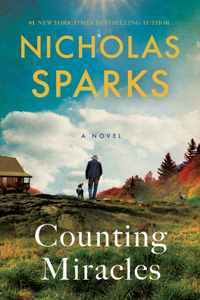 #1 NEW YORK TIMES BESTSELLING AUTHOR
NICHOLAS
SPARKS
A NOVEL
Counting
Miracles